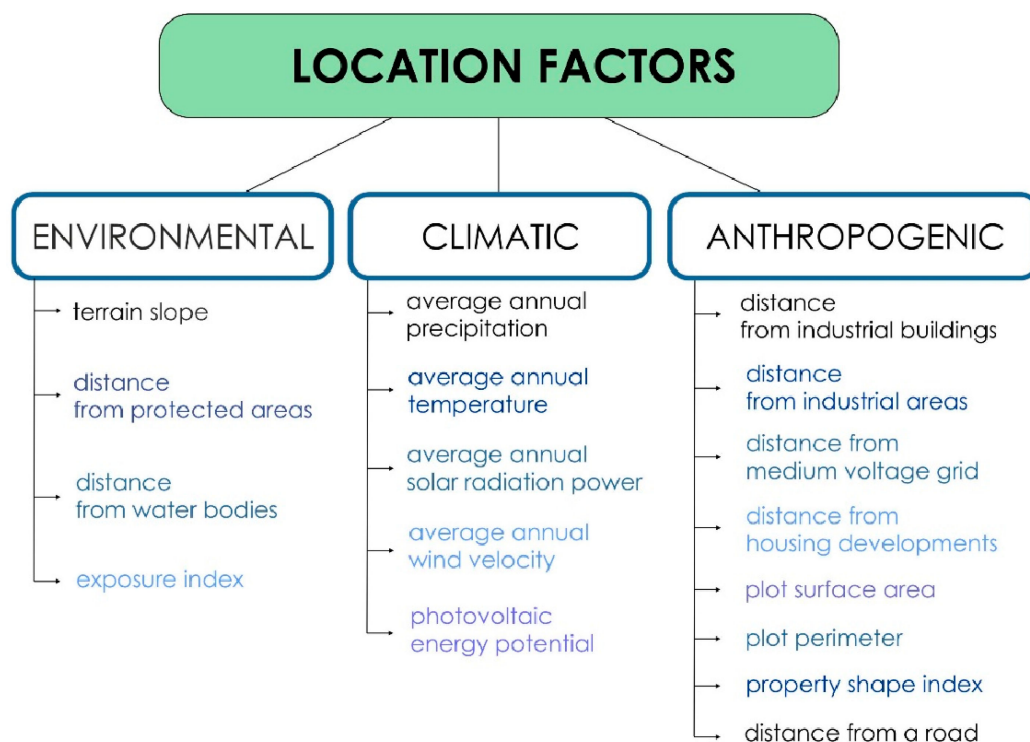 LOCATION FACTORS
ENVIRONMENTAL
terrain slope
distance
from protected areas
distance
from water bodies
exposure index
CLIMATIC
average annual
precipitation
average annual
temperature
average annual
solar radiation power
average annual
wind velocity
photovoltaic
energy potential
ANTHROPOGENIC
distance
from industrial buildings
distance
from industrial areas
distance from
medium voltage grid
distance from
housing developments
plot surface area
plot perimeter
property shape index
distance from a road